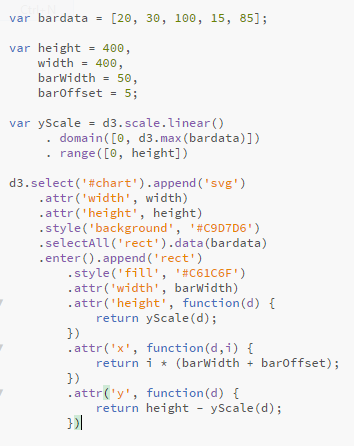 var bardata = [20, 30, 100, 15, 85];
var height = 400,
width = 400,
barWidth = 50,
barOffset = 5;
var yScale = d3.scale.linear()
. domain([0, d3.max(bardata)])
. range([0, height])
d3.select('#chart').append('svg')
.attr('width', width)
.attr('height', height)
.style('background', '#C9D7D6')
.selectAll('rect').data(bardata)
.enter().append('rect')
.style('fill', '#C61C6F')
.attr('width', barWidth)
.attr('height', function(d) {
return yScale(d);
})
.attr('x', function(d,i) {
return i * (barWidth + barOffset);
})
.attr('y', function(d) {
return height - yScale(d);
})